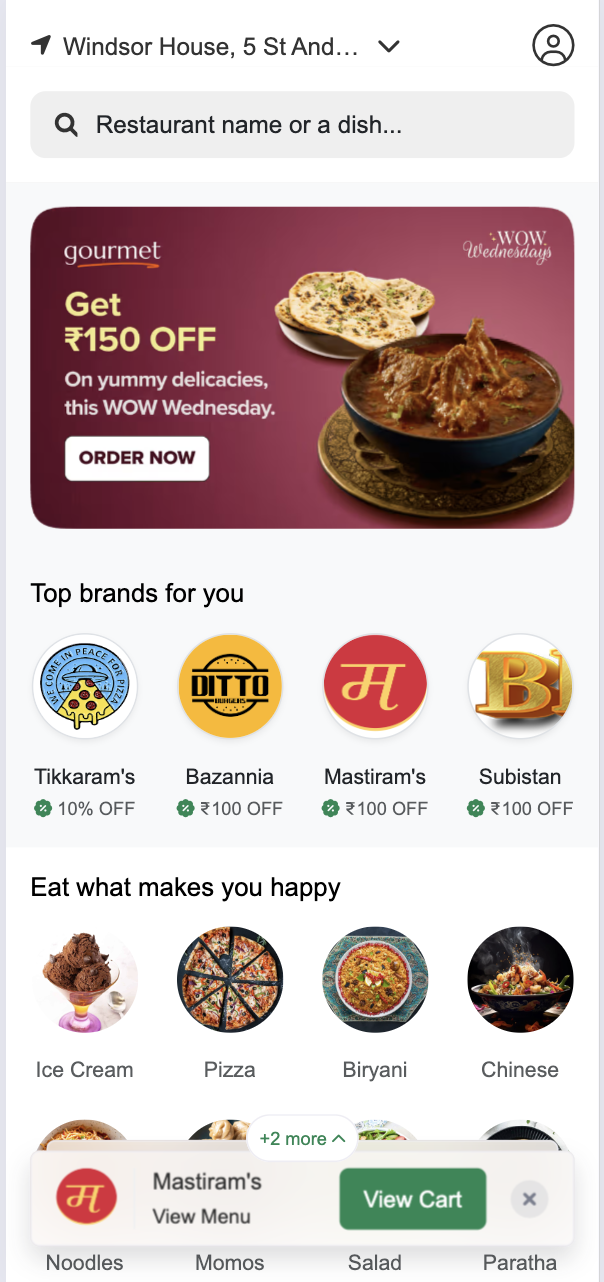 Windsor House, 5 St And...
Restaurant name or a dish...
gourmet
WOW
Wednesdays
Get
₹150 OFF
On yummy delicacies,
this WOW Wednesday.
ORDER NOW
Top brands for you
WE COME IN PEACE FOR PIZZA
DITTO
BURGERS
म
B
Tikkaram's
Bazannia
Mastiram's
Subistan
10% OFF
₹100 OFF
₹100 OFF
₹100 OFF
Eat what makes you happy
Ice Cream
Pizza
Biryani
Chinese
+2 more
म
Mastiram's
View Menu
View Cart
Noodles
Momos
Salad
Paratha